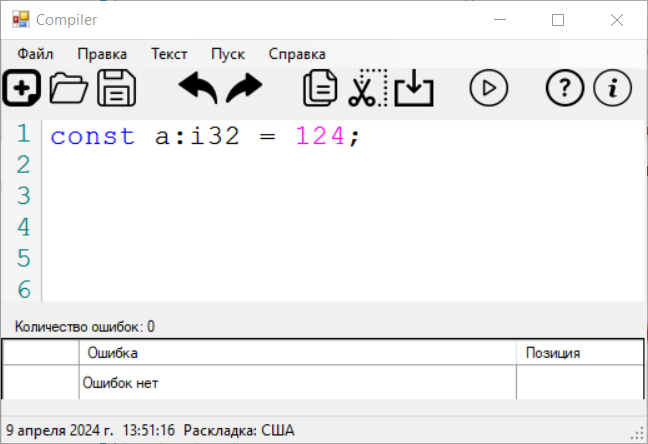 Compiler
Файл Правка Текст Пуск Справка
1 const a:i32 = 124;
2
3
4
5
6
Количество ошибок: 0
Ошибка Позиция
Ошибок нет
9 апреля 2024 г. 13:51:16 Раскладка: США